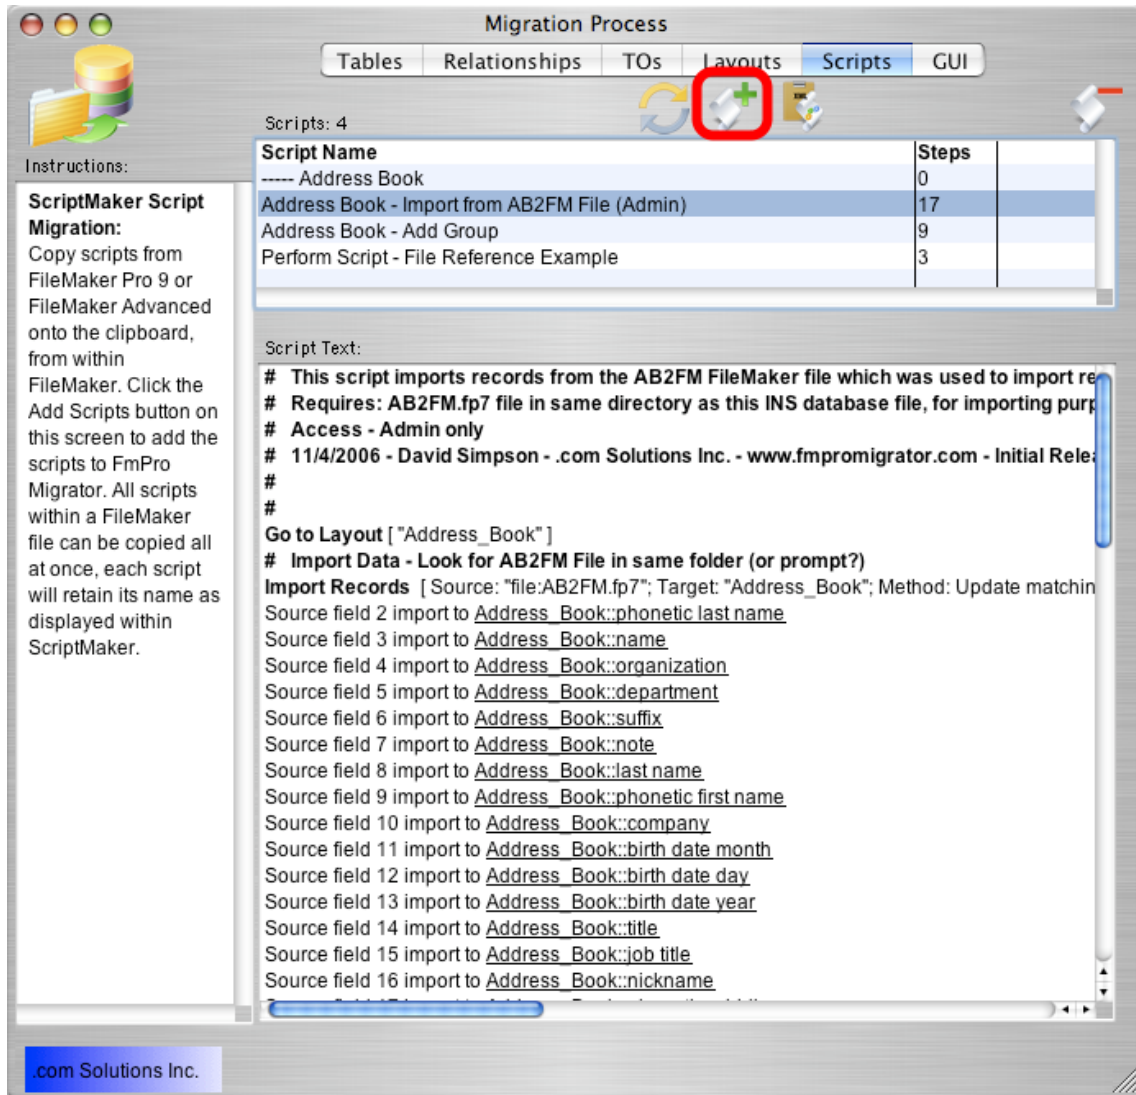 Migration Process
Tables Relationships TOs Layouts Scripts GUI
Scripts: 4
Instructions:
ScriptMaker Script
Migration:
Copy scripts from
FileMaker Pro 9 or
FileMaker Advanced
onto the clipboard,
from within
FileMaker. Click the
Add Scripts button on
this screen to add the
scripts to FmPro
Migrator. All scripts
within a FileMaker
file can be copied all
at once, each script
will retain its name as
displayed within
ScriptMaker.
Script Name Steps
----- Address Book 0
Address Book - Import from AB2FM File (Admin) 17
Address Book - Add Group 9
Perform Script - File Reference Example 3
Script Text:
# This script imports records from the AB2FM FileMaker file which was used to import re
# Requires: AB2FM.fp7 file in same directory as this INS database file, for importing purp
# Access - Admin only
# 11/4/2006 - David Simpson - .com Solutions Inc. - www.fmpromigrator.com - Initial Relea
#
#
Go to Layout [ "Address_Book" ]
# Import Data - Look for AB2FM File in same folder (or prompt?)
Import Records [ Source: "file:AB2FM.fp7"; Target: "Address_Book"; Method: Update matchin
Source field 2 import to Address_Book::phonetic last name
Source field 3 import to Address_Book::name
Source field 4 import to Address_Book::organization
Source field 5 import to Address_Book::department
Source field 6 import to Address_Book::suffix
Source field 7 import to Address_Book::note
Source field 8 import to Address_Book::last name
Source field 9 import to Address_Book::phonetic first name
Source field 10 import to Address_Book::company
Source field 11 import to Address_Book::birth date month
Source field 12 import to Address_Book::birth date day
Source field 13 import to Address_Book::birth date year
Source field 14 import to Address_Book::title
Source field 15 import to Address_Book::job title
Source field 16 import to Address_Book::nickname
.com Solutions Inc.